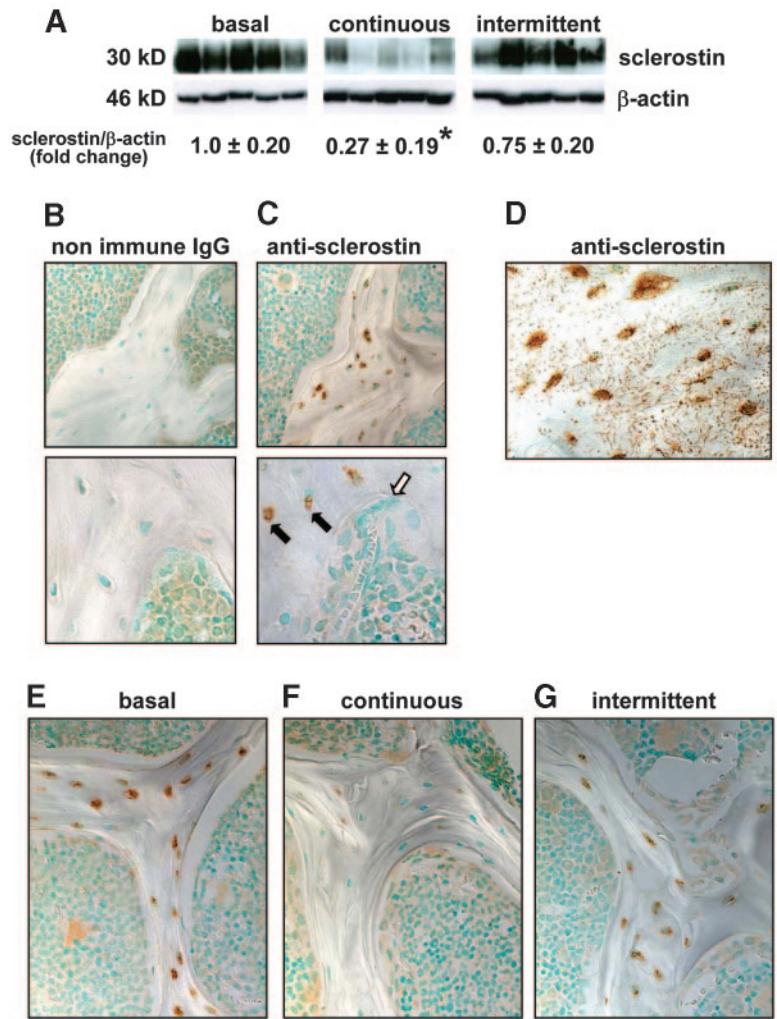 A
basal continuous intermittent
30 kD sclerostin
46 kD β-actin
sclerostin/β-actin
(fold change) 1.0 ± 0.20 0.27 ± 0.19* 0.75 ± 0.20
B C D
non immune IgG anti-sclerostin anti-sclerostin
E basal F continuous G intermittent